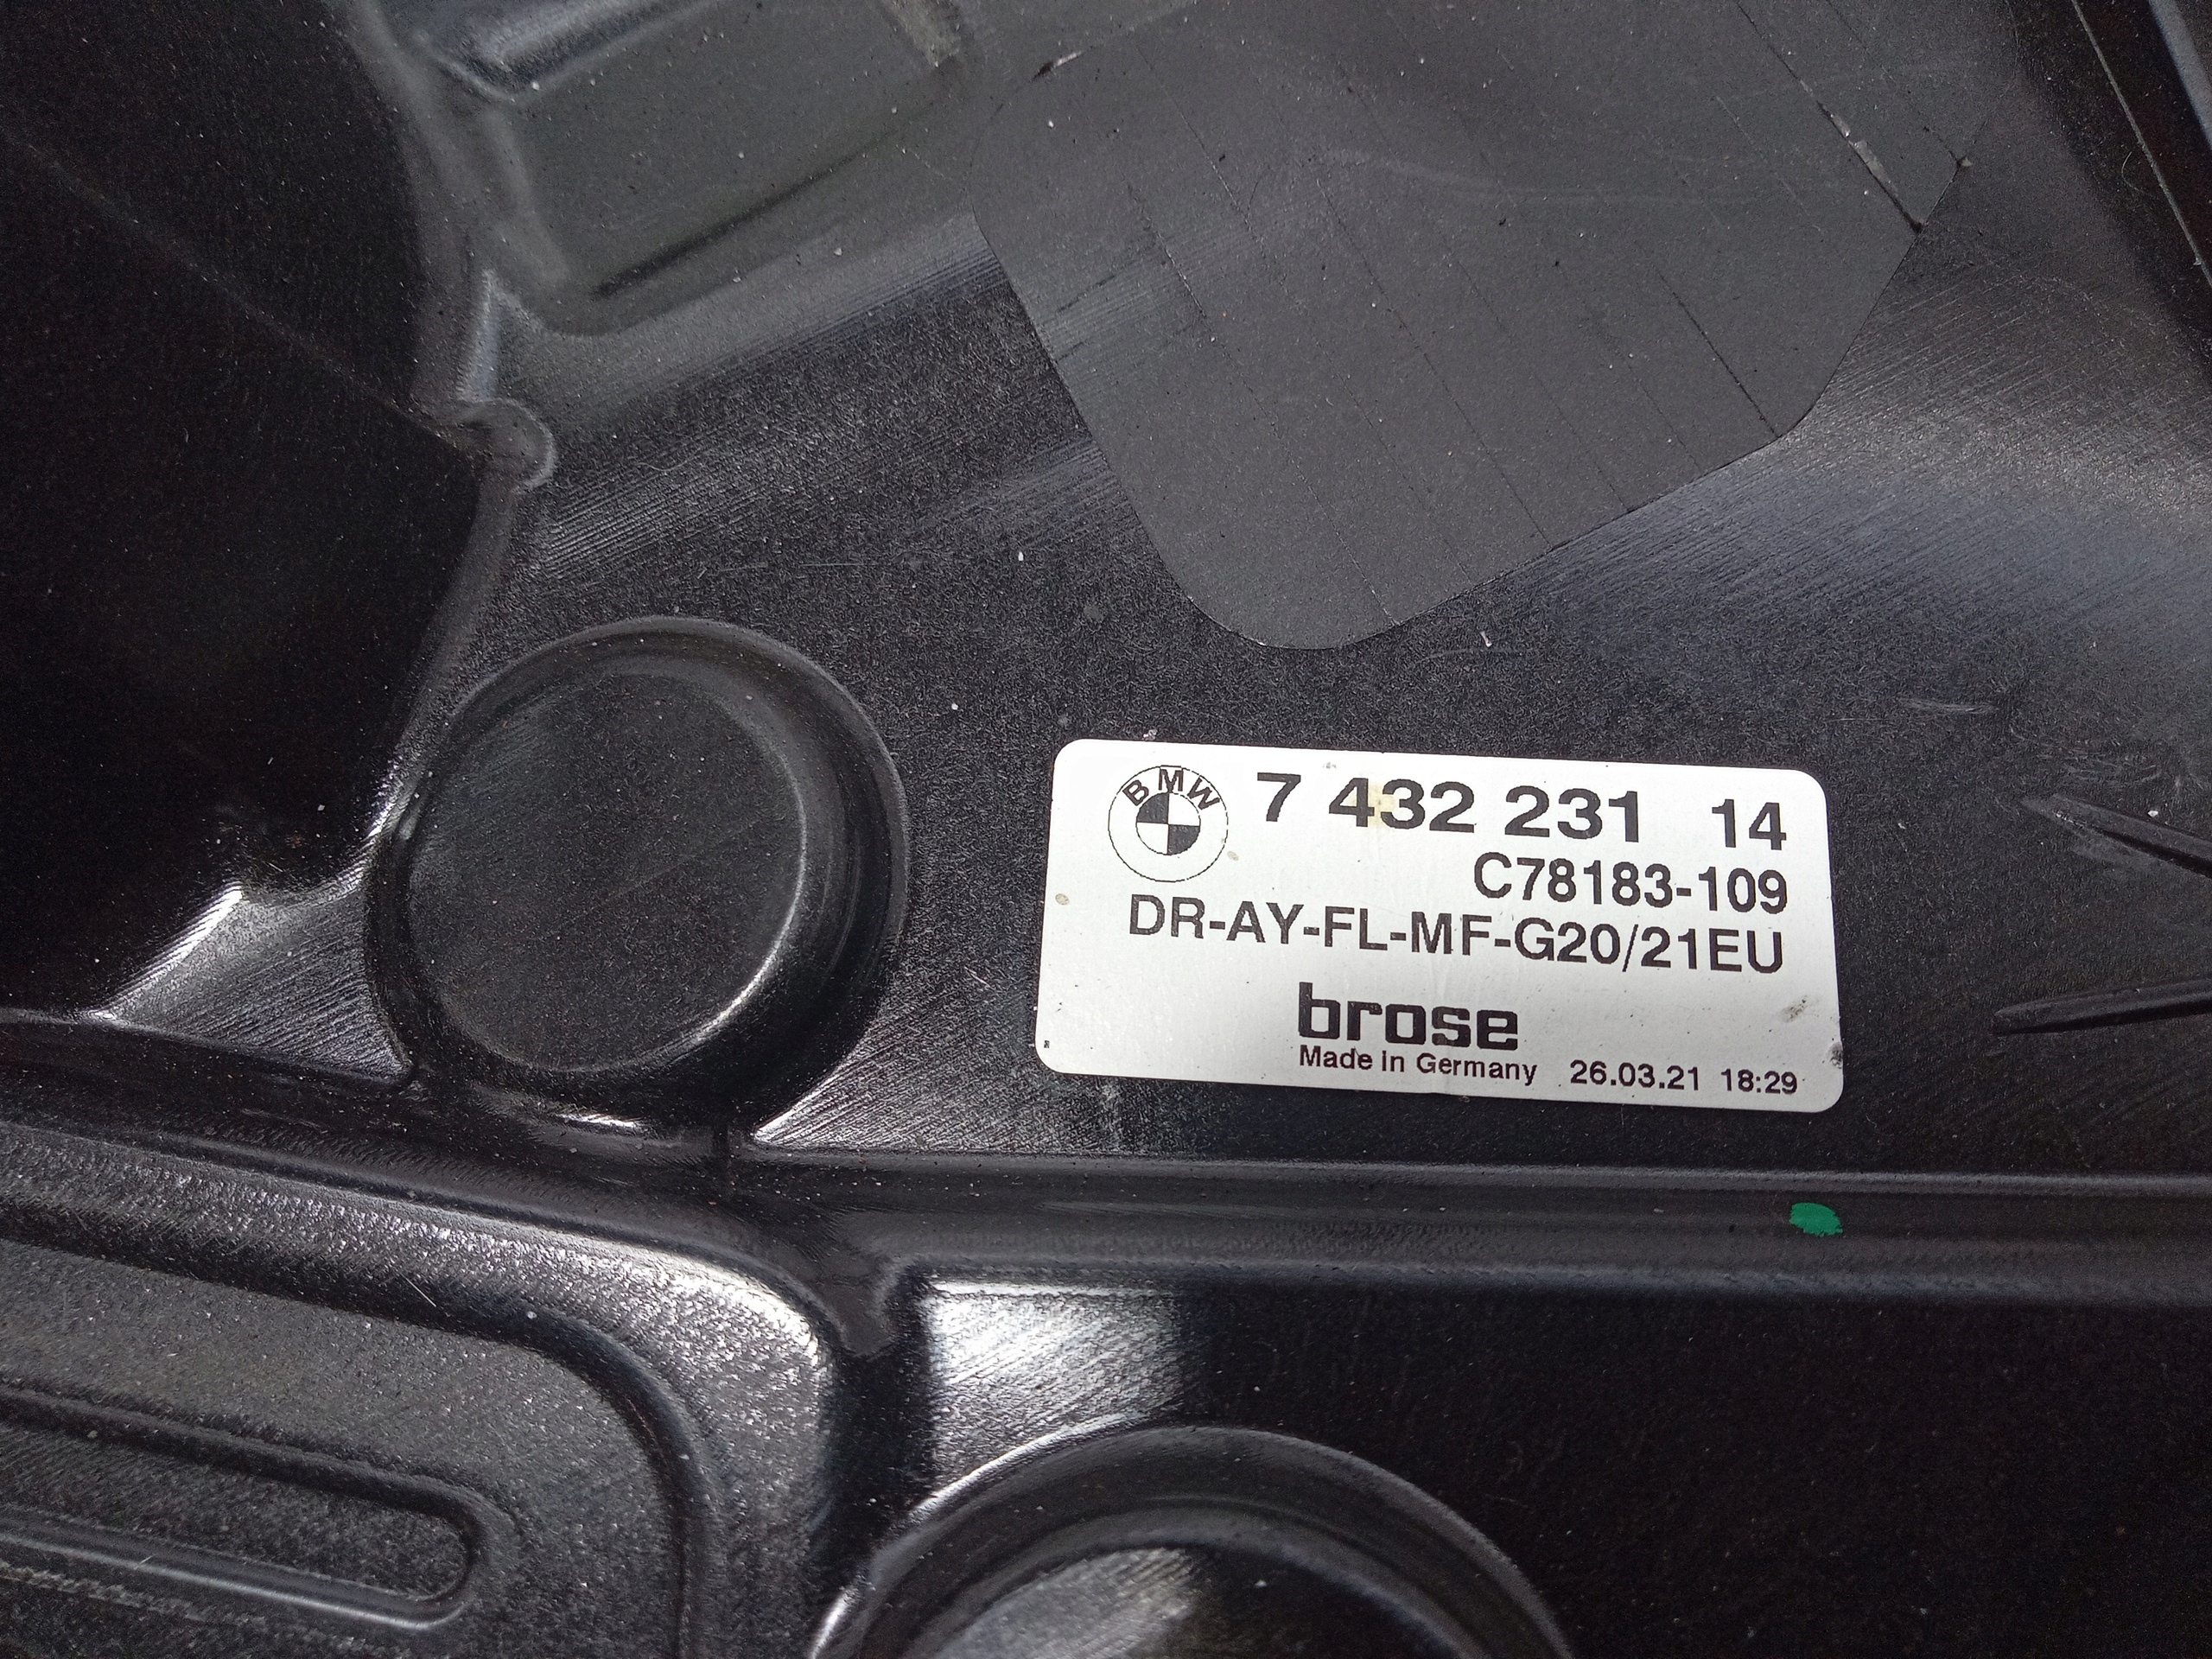 BMW
7 432 231 14
C78183-109
DR-AY-FL-MF-G20/21EU
brose
Made in Germany 26.03.21 18:29